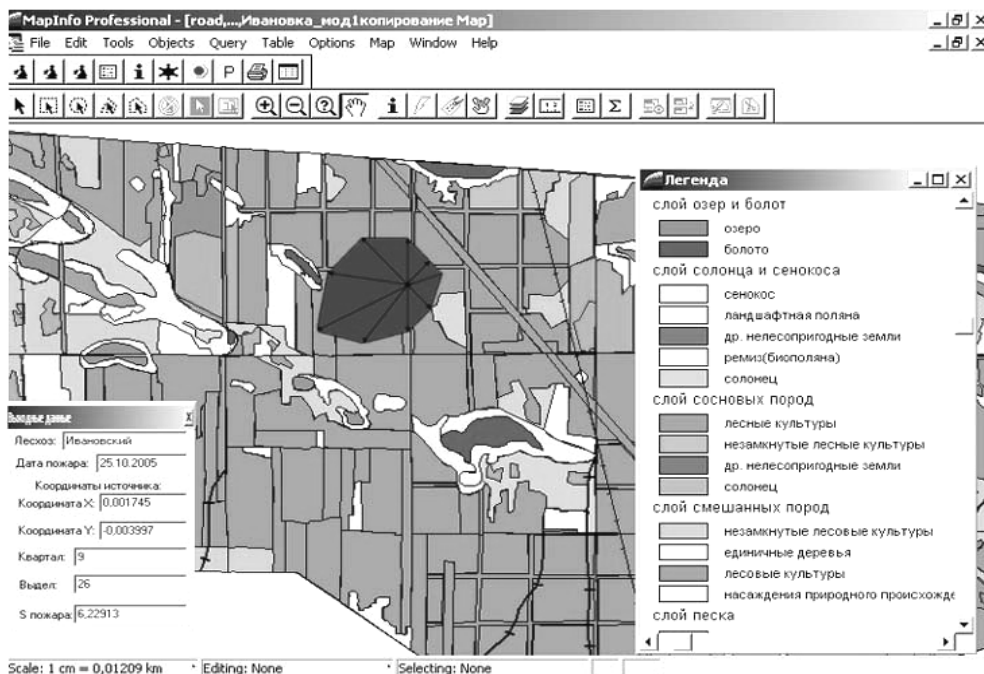 MapInfo Professional - [road,...,Ивановка_мод1копирование Map]
File Edit Tools Objects Query Table Options Map Window Help
P
Легенда
слой озер и болот
озеро
болото
слой солонца и сенокоса
сенокос
ландшафтная поляна
др. нелесопригодные земли
ремиз(биополяна)
солонец
слой сосновых пород
лесные культуры
незамкнутые лесные культуры
др. нелесопригодные земли
солонец
слой смешанных пород
незамкнутые лесовые культуры
единичные деревья
лесовые культуры
насаждения природного происхожде
слой песка
Выходные данные
Лесхоз: Ивановский
Дата пожара: 25.10.2005
Координаты источника:
Координата X: 0,001745
Координата Y: -0,003997
Квартал: 9
Выдел: 26
S пожара: 6,22913
Scale: 1 cm = 0,01209 km Editing: None Selecting: None